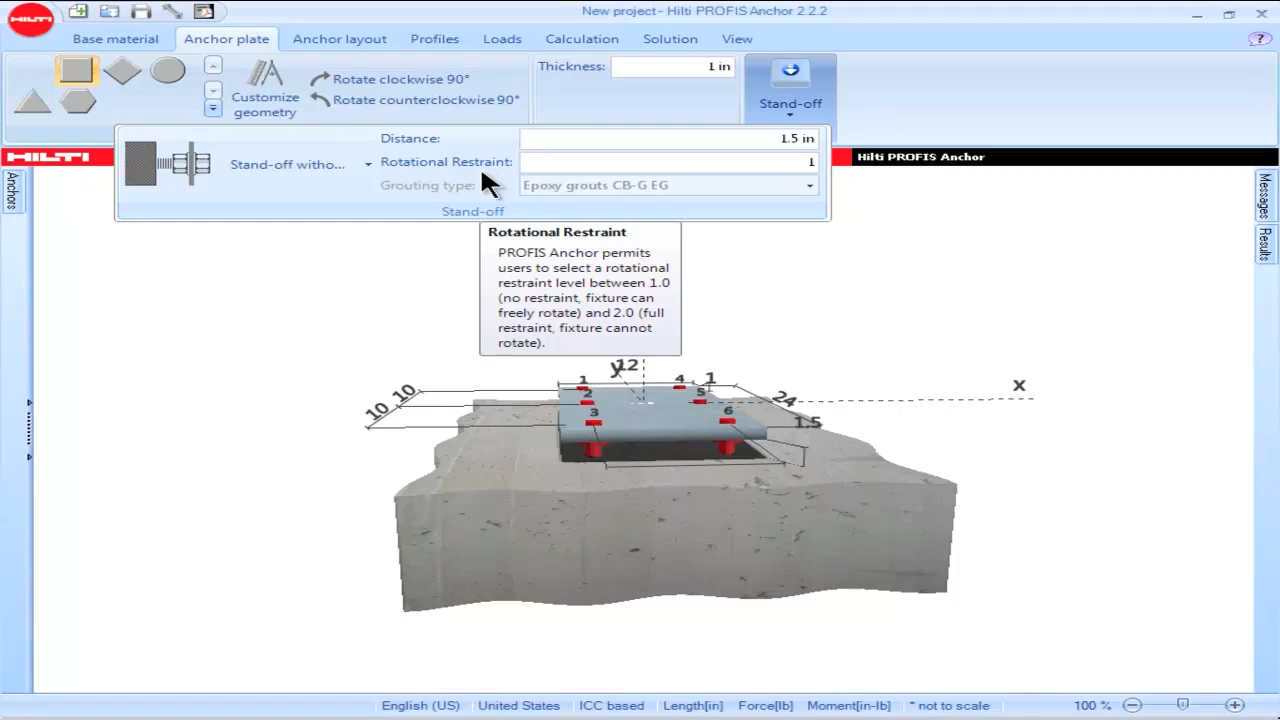 HILTI
New project - Hilti PROFIS Anchor 2.2.2
Base material
Anchor plate
Anchor layout
Profiles
Loads
Calculation
Solution
View
?
Customize geometry
Rotate clockwise 90°
Rotate counterclockwise 90°
Thickness:
1 in
Stand-off
HILTI
Hilti PROFIS Anchor
Stand-off witho...
Distance:
1.5 in
Rotational Restraint:
1
Grouting type:
Epoxy grouts CB-G EG
Stand-off
Anchors
Messages
Results
Rotational Restraint
PROFIS Anchor permits
users to select a rotational
restraint level between 1.0
(no restraint, fixture can
freely rotate) and 2.0 (full
restraint, fixture cannot
rotate).
y
12
x
10
10
1
2
3
4
5
6
1
24
1.5
English (US)
United States
ICC based
Length[in]
Force[lb]
Moment[in-lb]
* not to scale
100 %